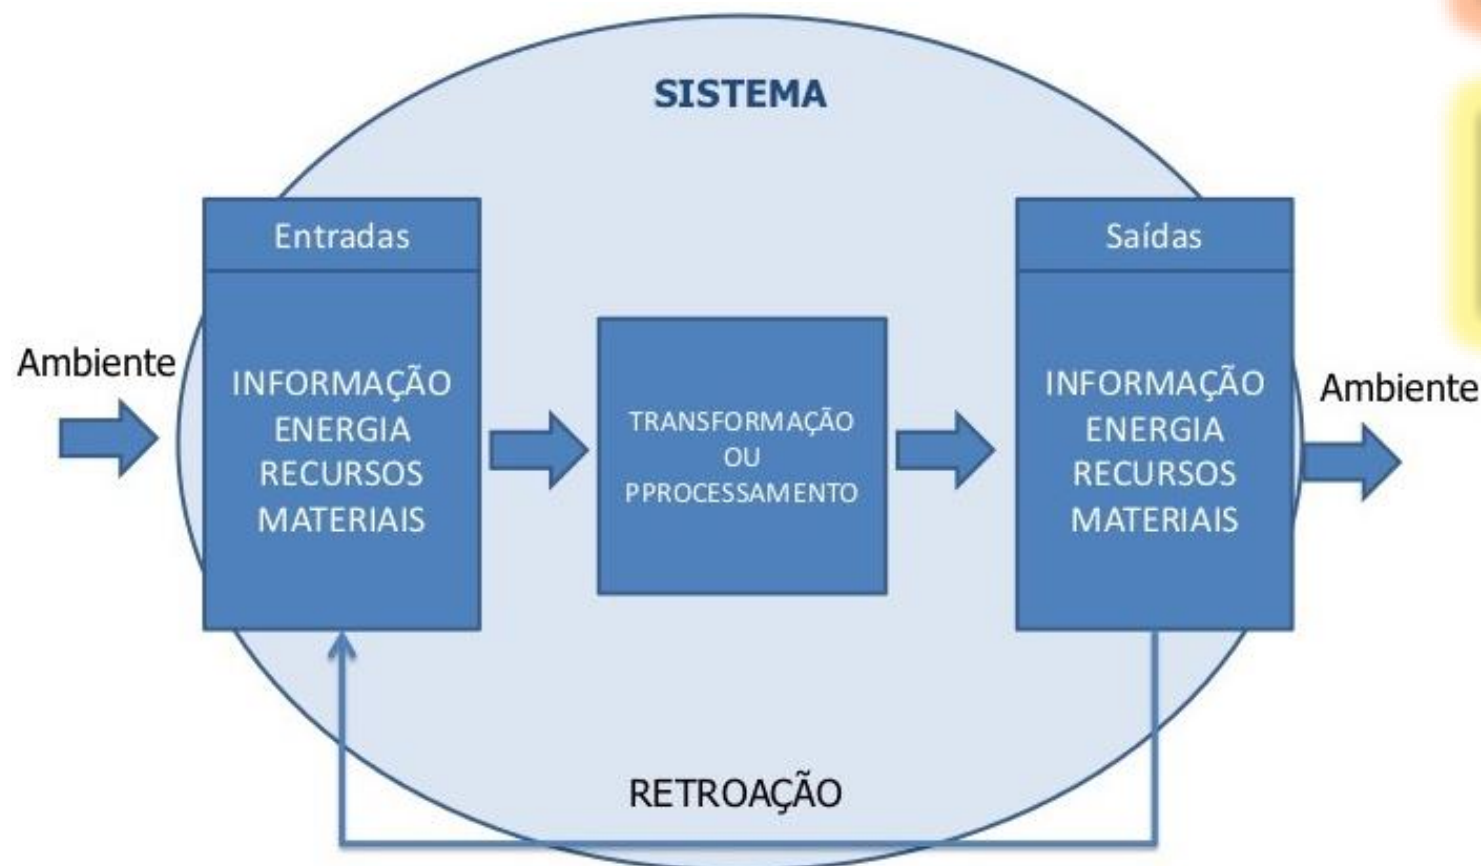 SISTEMA
Entradas
Saídas
Ambiente
INFORMAÇÃO
ENERGIA
RECURSOS
MATERIAIS
TRANSFORMAÇÃO
OU
PPROCESSAMENTO
INFORMAÇÃO
ENERGIA
RECURSOS
MATERIAIS
Ambiente
RETROAÇÃO